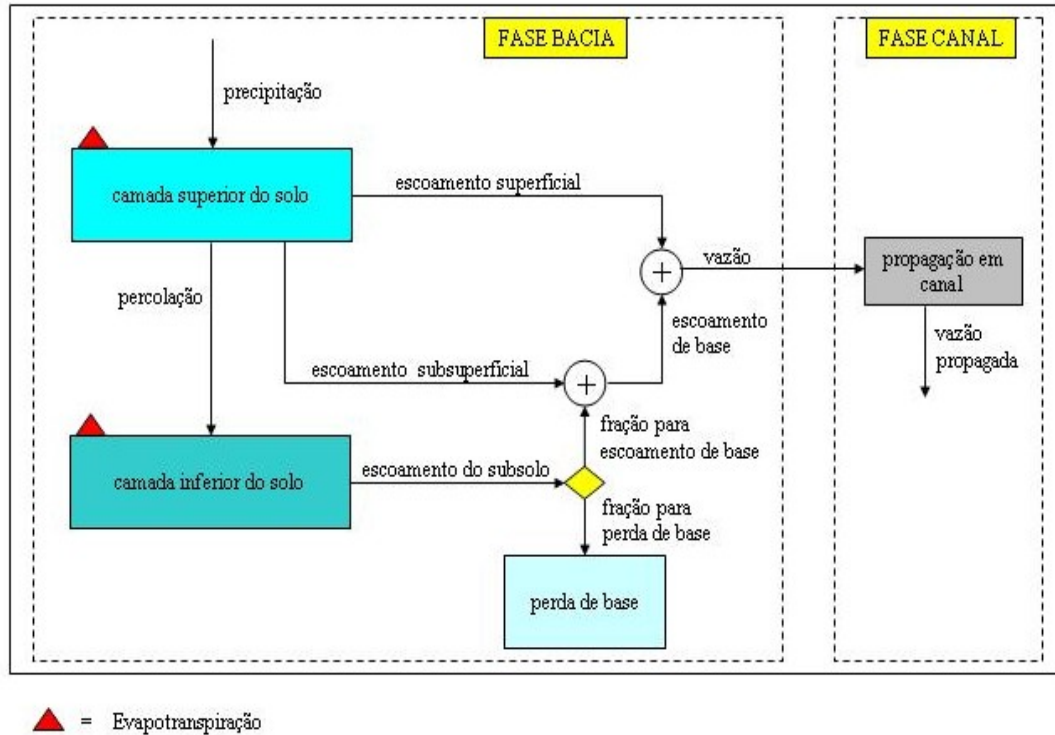 FASE BACIA
FASE CANAL
precipitação
camada superior do solo
escoamento superficial
vazão
propagação em
canal
percolação
escoamento
de base
vazão
propagada
escoamento subsuperficial
fração para
escoamento de base
camada inferior do solo
escoamento do subsolo
fração para
perda de base
perda de base
= Evapotranspiração